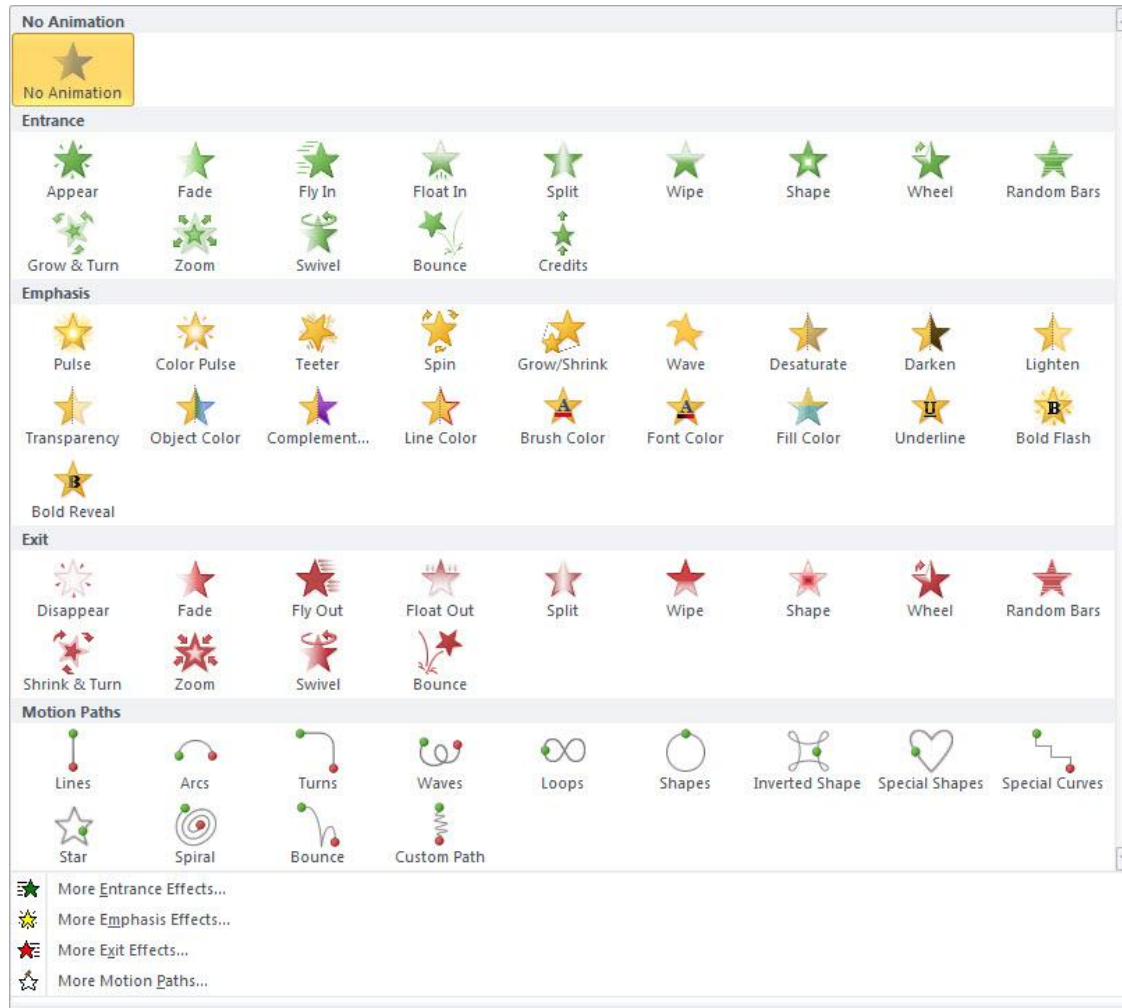 No Animation
No Animation
Entrance
Appear Fade Fly In Float In Split Wipe Shape Wheel Random Bars
Grow & Turn Zoom Swivel Bounce Credits
Emphasis
Pulse Color Pulse Teeter Spin Grow/Shrink Wave Desaturate Darken Lighten
Transparency Object Color Complement... Line Color Brush Color Font Color Fill Color Underline Bold Flash
Bold Reveal
Exit
Disappear Fade Fly Out Float Out Split Wipe Shape Wheel Random Bars
Shrink & Turn Zoom Swivel Bounce
Motion Paths
Lines Arcs Turns Waves Loops Shapes Inverted Shape Special Shapes Special Curves
Star Spiral Bounce Custom Path
More Entrance Effects...
More Emphasis Effects...
More Exit Effects...
More Motion Paths...